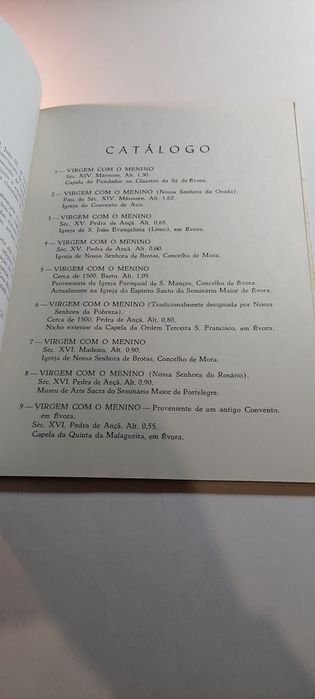 CATÁLOGO
1 — VIRGEM COM O MENINO
Séc. XIV. Mármore. Alt. 1,30.
Capela do Fundador no Claustro da Sé de Évora.
2 — VIRGEM COM O MENINO (Nossa Senhora da Orada).
Fins do Séc. XIV. Mármore. Alt. 1,62.
Igreja do Convento de Avis.
3 — VIRGEM COM O MENINO
Séc. XV. Pedra de Ançã. Alt. 0,65.
Igreja de S. João Evangelista (Lóios), em Évora.
4 — VIRGEM COM O MENINO
Séc. XV. Pedra de Ançã. Alt. 0,60.
Igreja de Nossa Senhora de Brotas, Concelho de Mora.
5 — VIRGEM COM O MENINO
Cerca de 1500. Barro. Alt. 1,05.
Proveniente da Igreja Paroquial de S. Manços, Concelho de Évora.
Actualmente na Igreja do Espírito Santo do Seminário Maior de Évora.
6 — VIRGEM COM O MENINO (Tradicionalmente designada por Nossa
Senhora da Pobreza).
Cerca de 1500. Pedra de Ançã. Alt. 0,80.
Nicho exterior da Capela da Ordem Terceira S. Francisco, em Évora.
7 — VIRGEM COM O MENINO
Séc. XVI. Madeira. Alt. 0,90.
Igreja de Nossa Senhora de Brotas, Concelho de Mora.
8 — VIRGEM COM O MENINO (Nossa Senhora do Rosário).
Séc. XVI. Pedra de Ançã. Alt. 0,90.
Museu de Arte Sacra do Seminário Maior de Portelegre.
9 — VIRGEM COM O MENINO — Proveniente de um antigo Convento,
em Évora.
Séc. XVI. Pedra de Ançã. Alt. 0,55.
Capela da Quinta da Malagueira, em Évora.